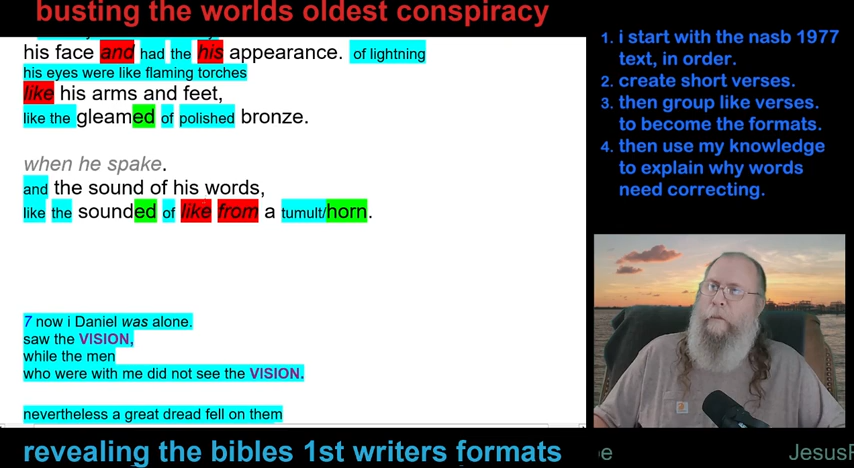 busting the worlds oldest conspiracy
his face and had the his appearance. of lightning
his eyes were like flaming torches
like his arms and feet,
like the gleamed of polished bronze.
when he spake.
and the sound of his words,
like the sounded of like from a tumult/horn.
7 now i Daniel was alone.
saw the VISION,
while the men
who were with me did not see the VISION.
nevertheless a great dread fell on them
revealing the bibles 1st writers formats
1. i start with the nasb 1977
text, in order.
2. create short verses.
3. then group like verses.
to become the formats.
4. then use my knowledge
to explain why words
need correcting.